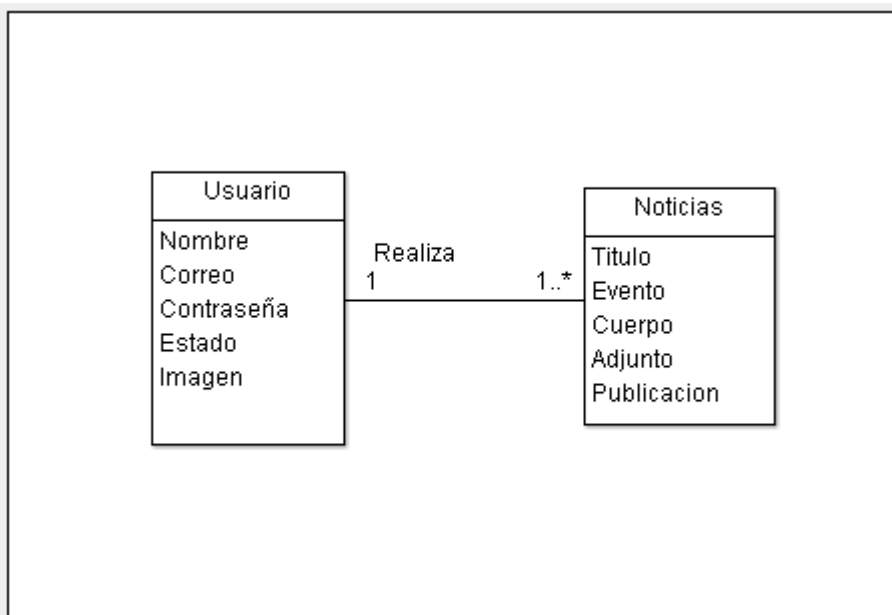 Usuario
Nombre
Correo
Contraseña
Estado
Imagen
Realiza
1
1..*
Noticias
Titulo
Evento
Cuerpo
Adjunto
Publicacion